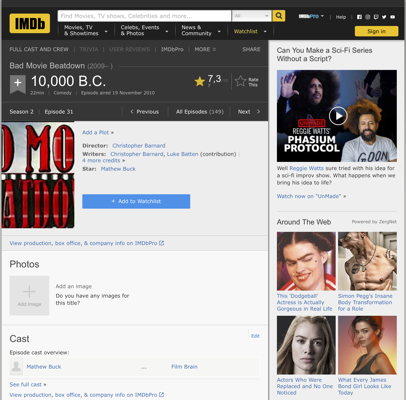 IMDb
Find Movies, TV shows, Celebrities and more...
All
IMDbPro
Help
Movies, TV
& Showtimes
Celebs, Events
& Photos
News &
Community
Watchlist
Sign in
FULL CAST AND CREW
TRIVIA
USER REVIEWS
IMDbPro
MORE
SHARE
Bad Movie Beatdown (2009– )
10,000 B.C.
22min
Comedy
Episode aired 19 November 2010
7,3
Rate
This
Season 2
Episode 31
Previous
All Episodes (149)
Next
Add a Plot »
Director: Christopher Barnard
Writers: Christopher Barnard, Luke Batten (contribution)
4 more credits »
Star: Mathew Buck
+ Add to Watchlist
View production, box office, & company info on IMDbPro
Photos
Add Image
Add an image
Do you have any images for
this title?
Cast
Edit
Episode cast overview:
Mathew Buck
...
Film Brain
See full cast »
View production, box office, & company info on IMDbPro
Can You Make a Sci-Fi Series
Without a Script?
REGGIE WATTS'
PHASIUM
PROTOCOL
Well Reggie Watts sure tried with his idea for
a sci-fi improv show. What happens when we
bring his idea to life?
Watch now on "UnMade" »
Around The Web
Powered by ZergNet
This 'Dodgeball'
Actress is Actually
Gorgeous in Real Life
Simon Pegg's Insane
Body Transformation
for a Role
Actors Who Were
Replaced and No One
Noticed
What Every James
Bond Girl Looks Like
Today